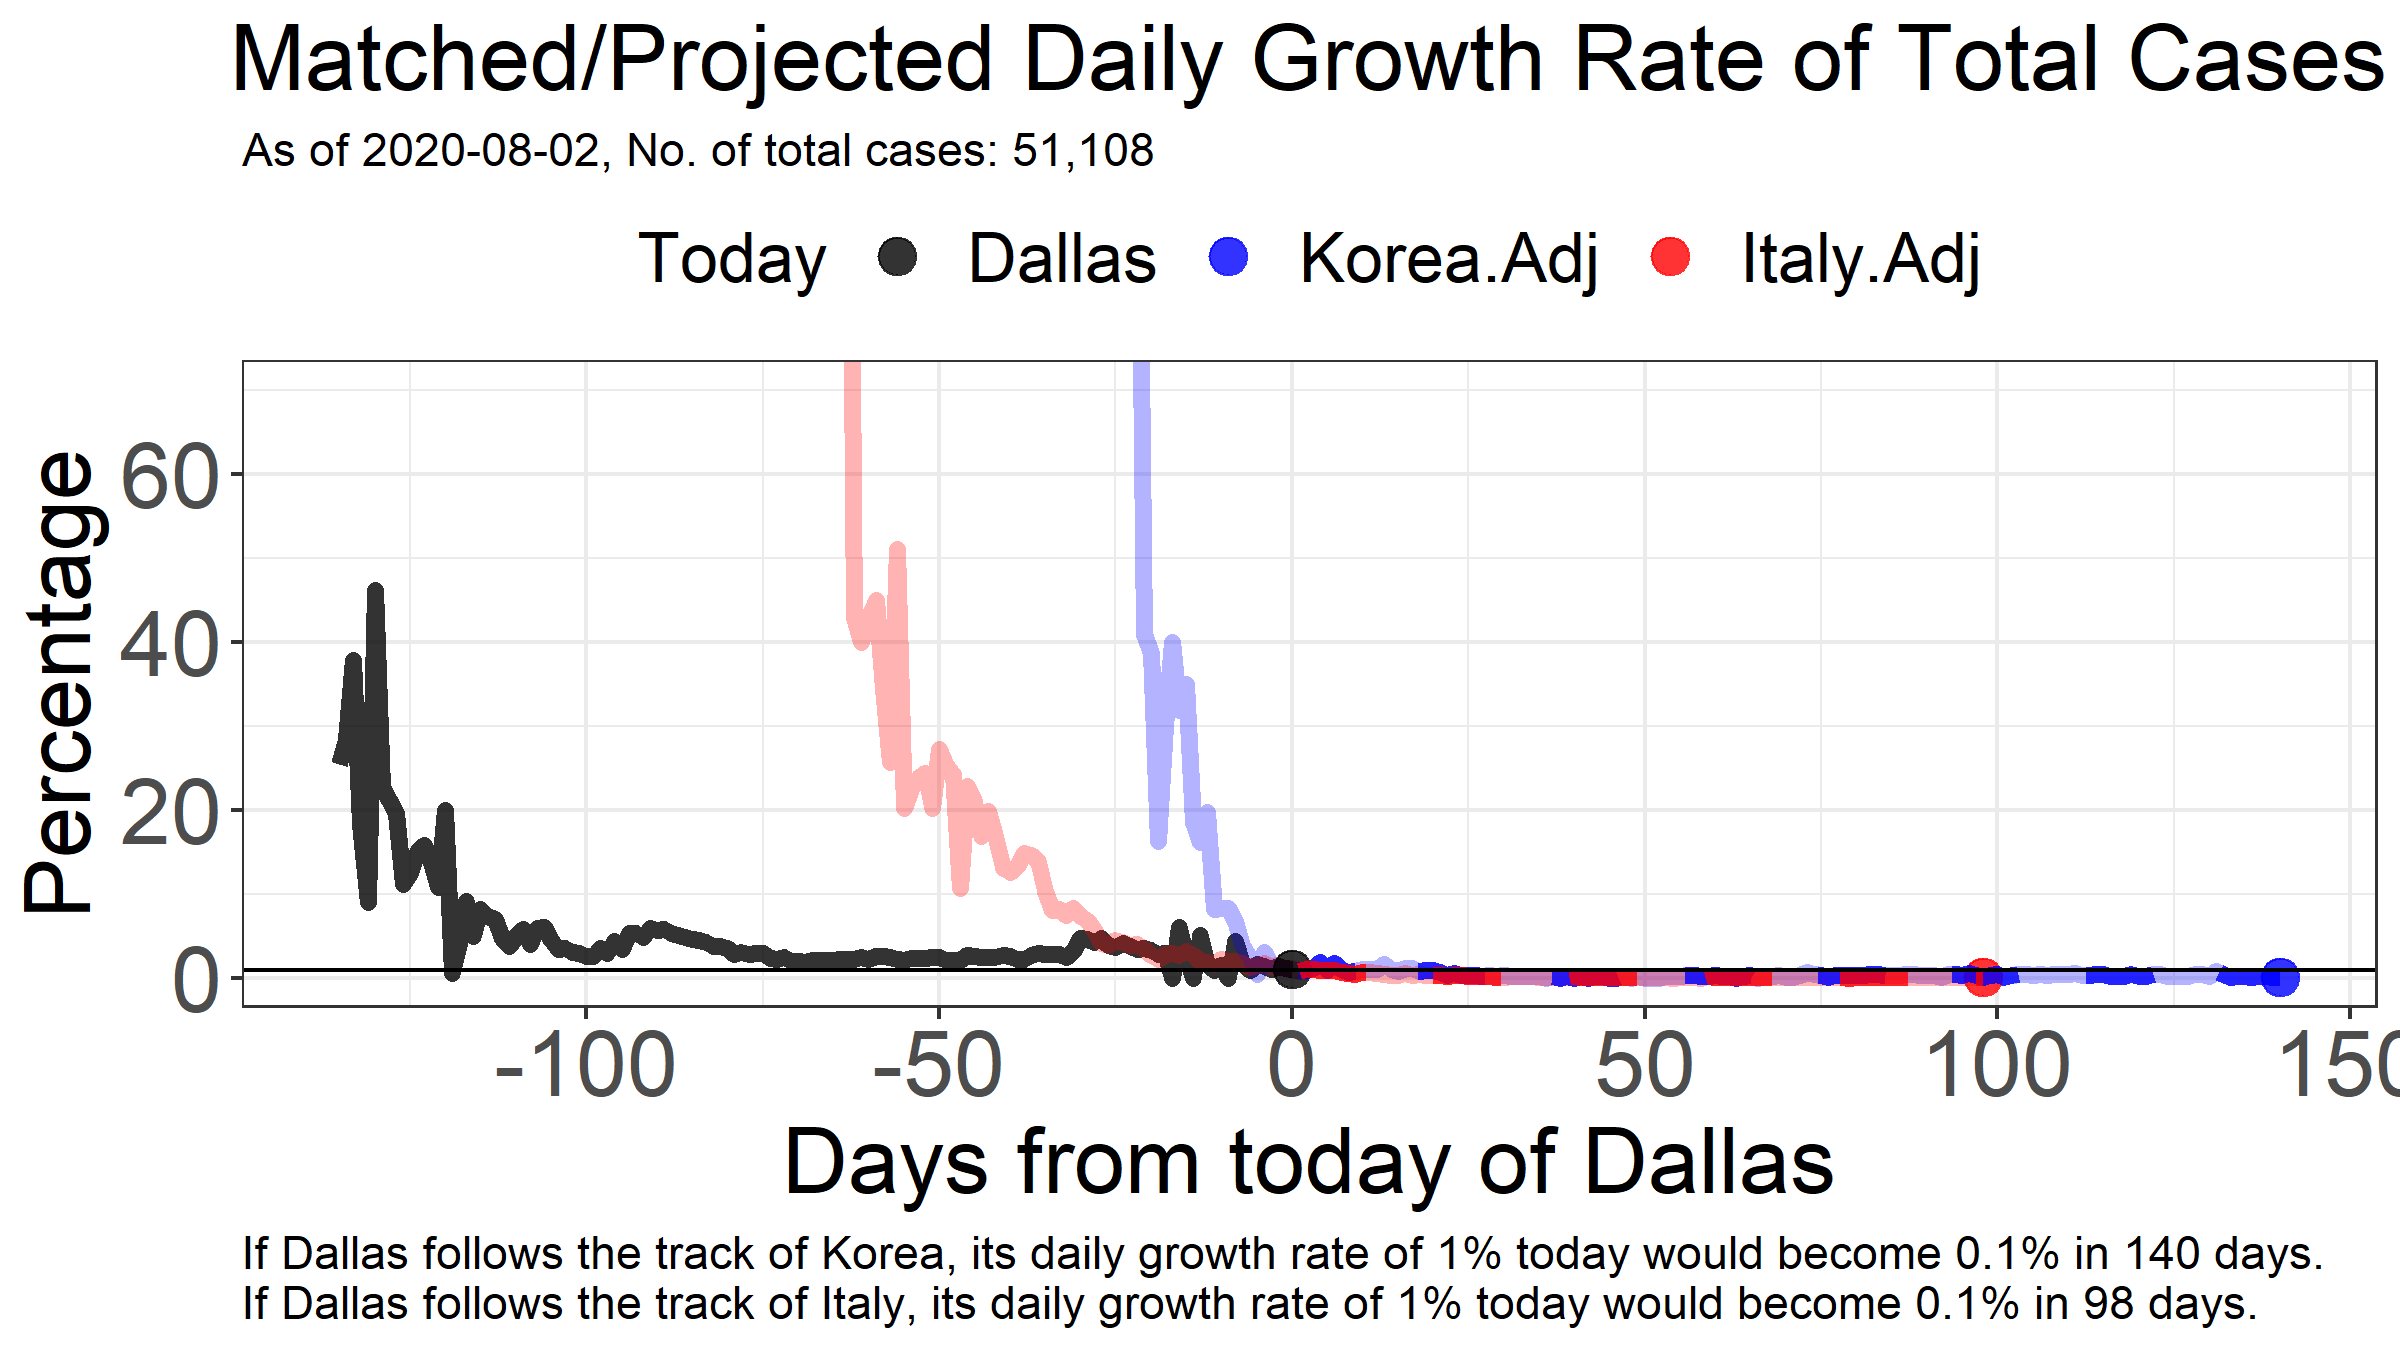 Matched/Projected Daily Growth Rate of Total Cases
As of 2020-08-02, No. of total cases: 51,108
Today Dallas Korea.Adj Italy.Adj
Percentage
60
40
20
0
-100 -50 0 50 100 150
Days from today of Dallas
If Dallas follows the track of Korea, its daily growth rate of 1% today would become 0.1% in 140 days.
If Dallas follows the track of Italy, its daily growth rate of 1% today would become 0.1% in 98 days.